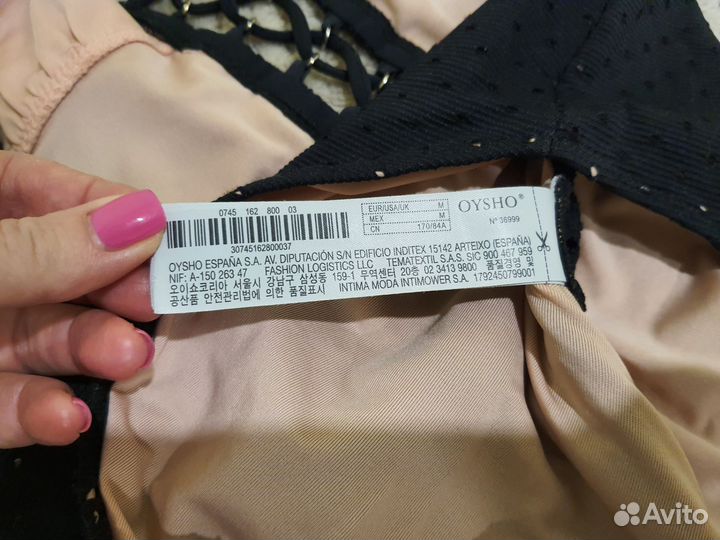 0745 162 800 03
30745162800037
EUR/USA/UK M
MEX M
CN 170/84A
OYSHO®
Nº 36999
OYSHO ESPAÑA S.A. AV. DIPUTACIÓN S/N EDIFICIO INDITEX. 15142 ARTEIXO (ESPAÑA)
NIF: A-150 263 47 FASHION LOGISTICS LLC TEMATEXTIL S.A.S. SIC 900 467 959
오이쇼코리아 서울시 강남구 삼성동 159-1 무역센터 20층 02 3413 9800 품질경영 및
공산품 안전관리법에 의한 품질표시 INTIMA MODA INTIMOWER S.A. 1792450799001
Avito